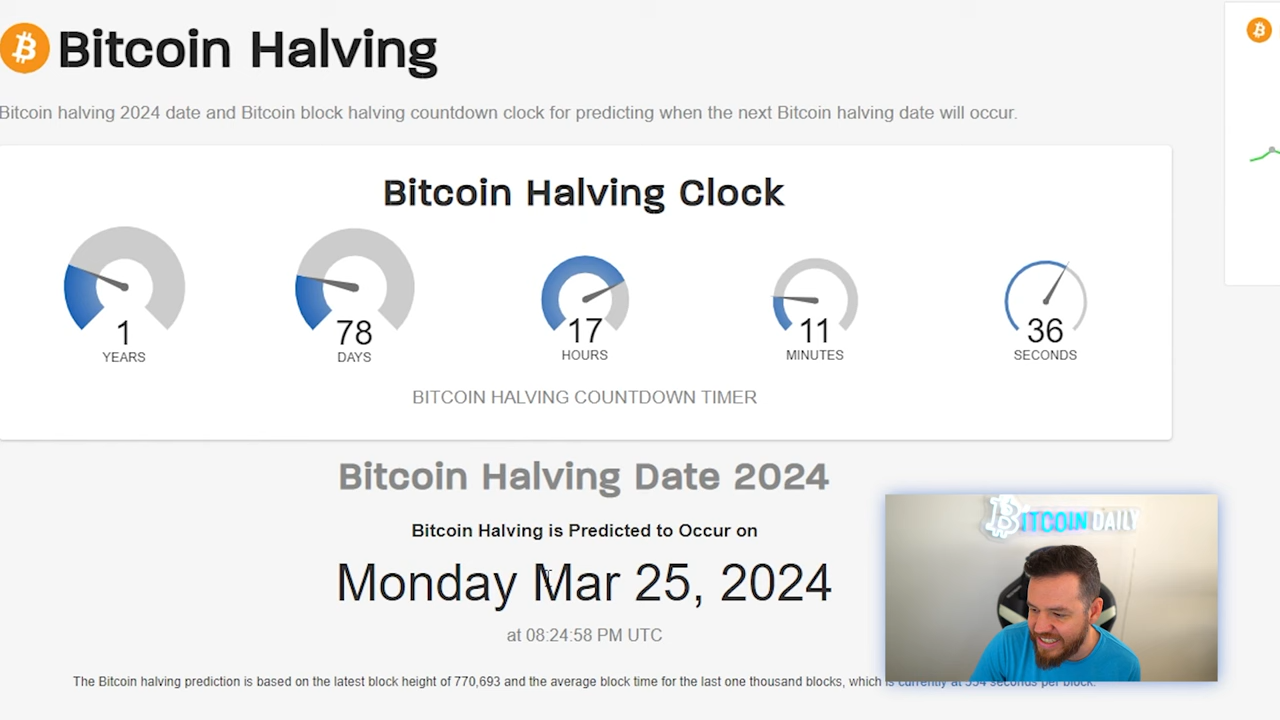 Bitcoin Halving
Bitcoin halving 2024 date and Bitcoin block halving countdown clock for predicting when the next Bitcoin halving date will occur.
Bitcoin Halving Clock
1 78 17 11 36
YEARS DAYS HOURS MINUTES SECONDS
BITCOIN HALVING COUNTDOWN TIMER
Bitcoin Halving Date 2024
Bitcoin Halving is Predicted to Occur on
Monday Mar 25, 2024
at 08:24:58 PM UTC
BITCOIN DAILY
The Bitcoin halving prediction is based on the latest block height of 770,693 and the average block time for the last one thousand blocks, which is currently at seconds per block.